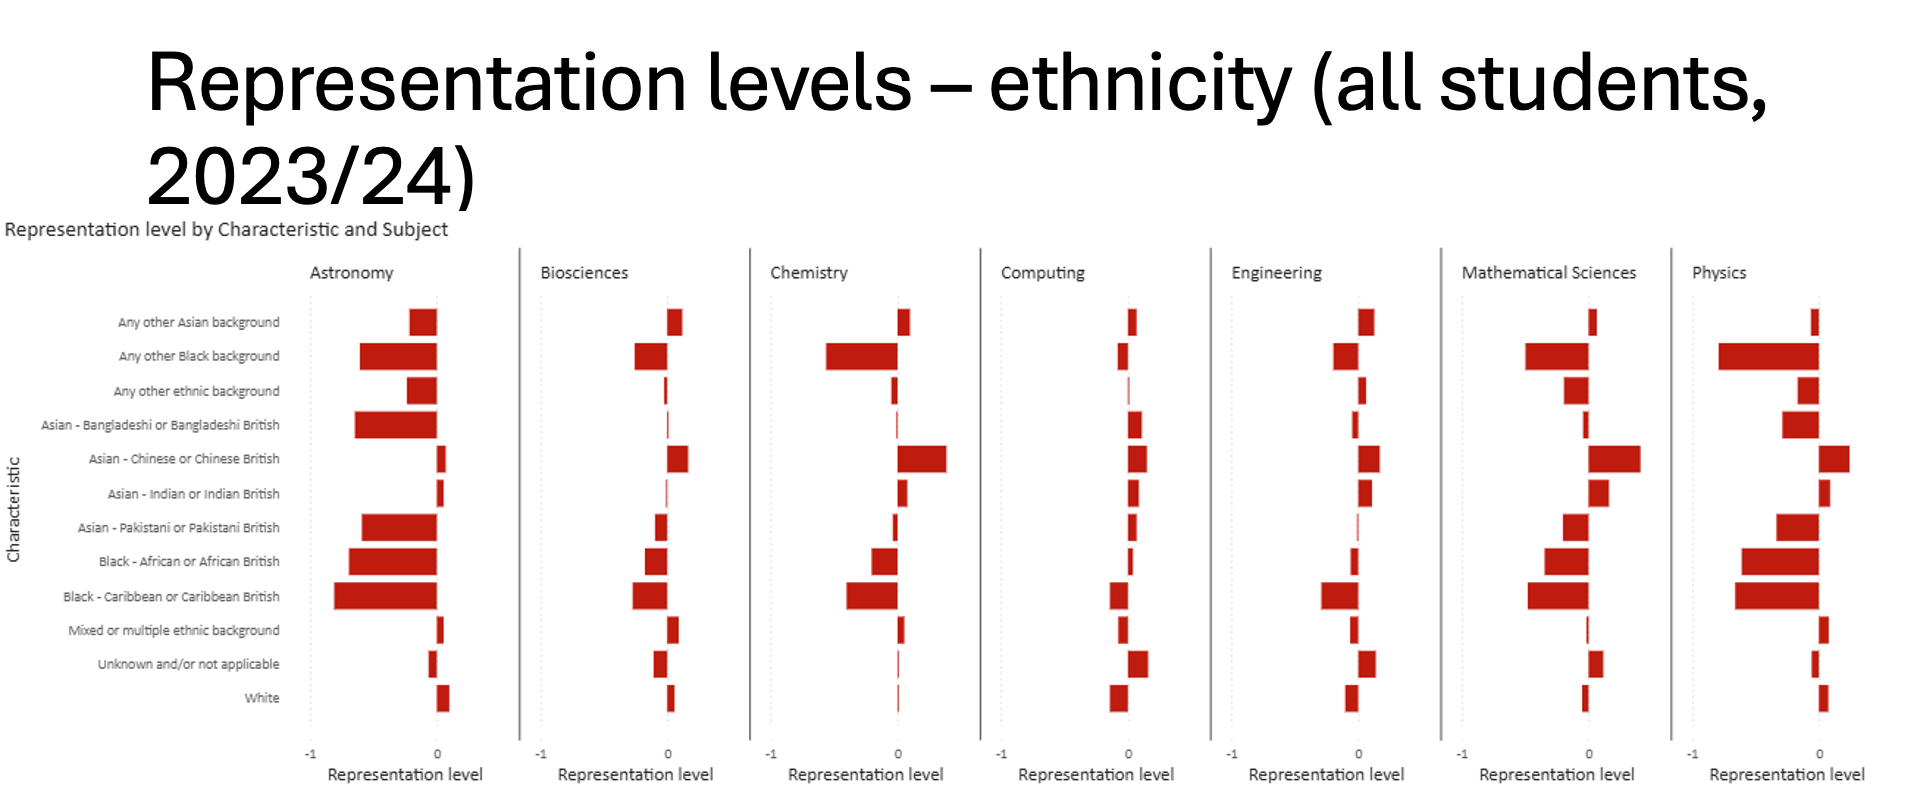 Representation levels – ethnicity (all students,
2023/24)
Representation level by Characteristic and Subject
Astronomy
Biosciences
Chemistry
Computing
Engineering
Mathematical Sciences
Physics
Characteristic
Any other Asian background
Any other Black background
Any other ethnic background
Asian - Bangladeshi or Bangladeshi British
Asian - Chinese or Chinese British
Asian - Indian or Indian British
Asian - Pakistani or Pakistani British
Black - African or African British
Black - Caribbean or Caribbean British
Mixed or multiple ethnic background
Unknown and/or not applicable
White
-1 0 -1 0 -1 0 -1 0 -1 0 -1 0 -1 0
Representation level Representation level Representation level Representation level Representation level Representation level Representation level